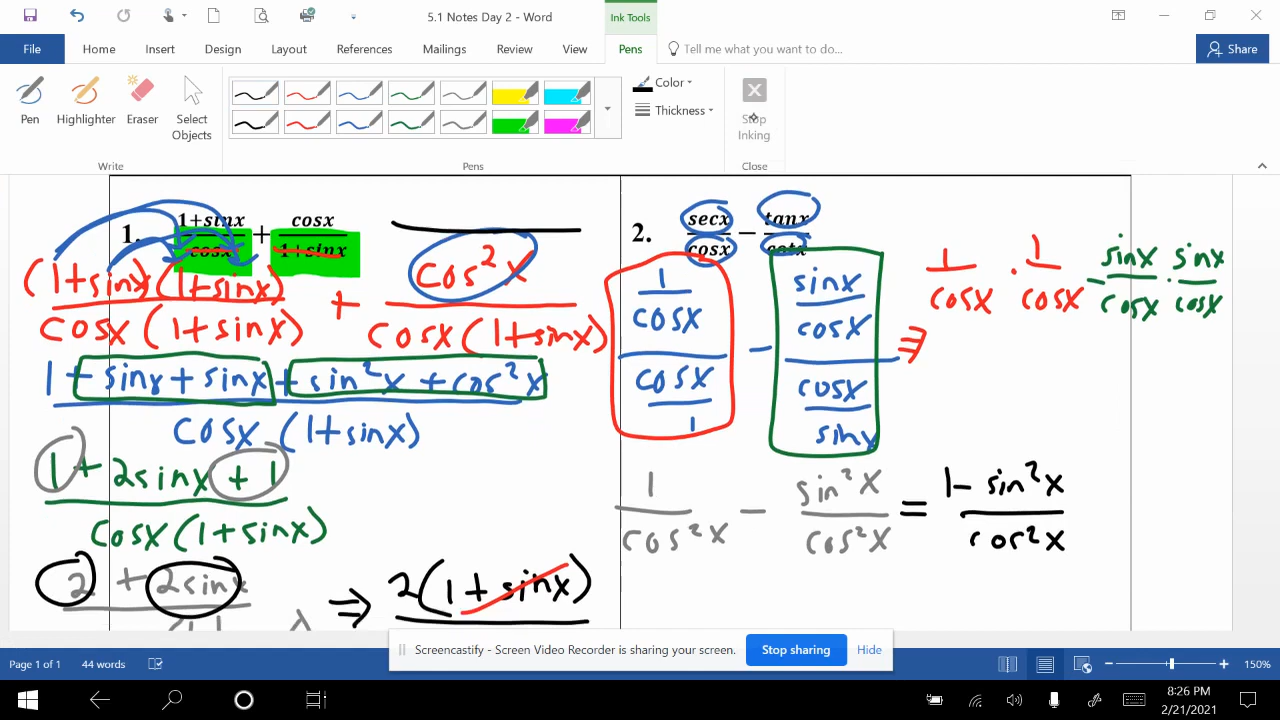 5.1 Notes Day 2 - Word
Ink Tools
File Home Insert Design Layout References Mailings Review View Pens Tell me what you want to do... Share
Pen Highlighter Eraser Select Objects
Color
Thickness
Stop Inking
Write Pens Close
1. (1+sinx)/cosx + cosx/(1+sinx)
(1+sinx)(1+sinx)/(cosx(1+sinx)) + cos²x/(cosx(1+sinx))
1 + sinx + sinx + sin²x + cos²x
cosx (1+sinx)
1 + 2sinx + 1
cosx(1+sinx)
2 + 2sinx ⇒ 2(1+sinx)
2. secx/cosx − tanx/cotx
1/cosx / cosx/1 − sinx/cosx / cosx/sinx ⇒ 1/cosx · 1/cosx − sinx/cosx · sinx/cosx
1/cos²x − sin²x/cos²x = 1 − sin²x/cos²x
Screencastify - Screen Video Recorder is sharing your screen. Stop sharing Hide
Page 1 of 1 44 words 150%
8:26 PM
2/21/2021